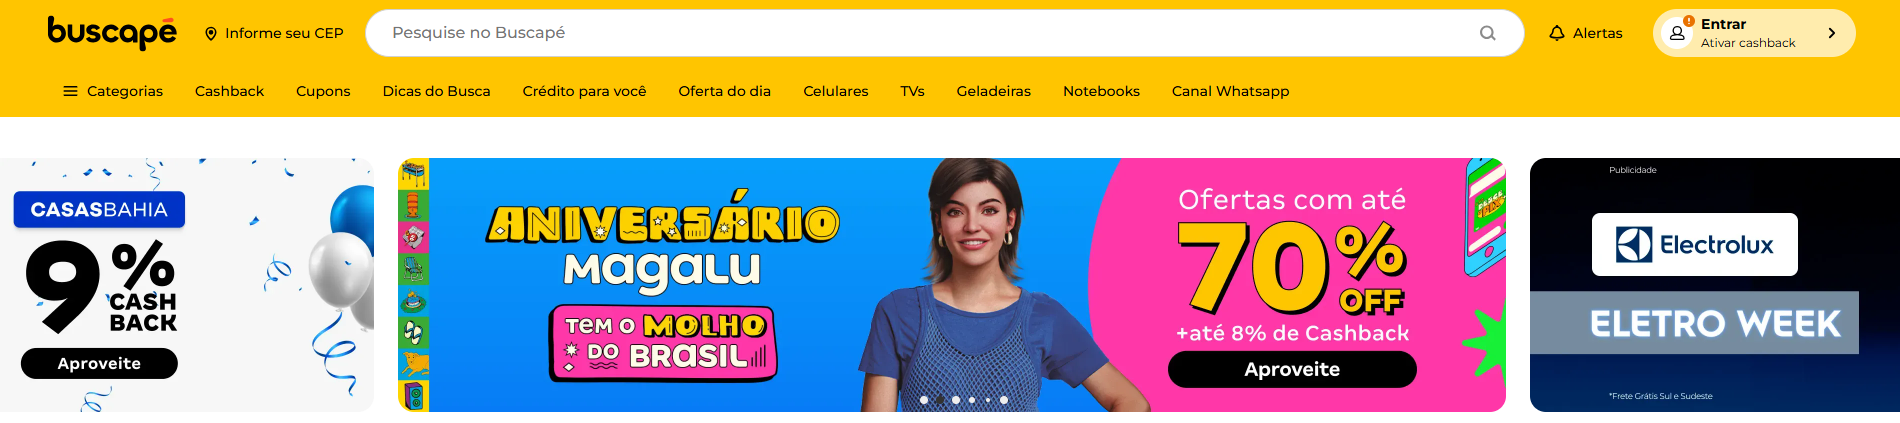 buscapé
Informe seu CEP
Pesquise no Buscapé
Alertas
Entrar
Ativar cashback
Categorias
Cashback
Cupons
Dicas do Busca
Crédito para você
Oferta do dia
Celulares
TVs
Geladeiras
Notebooks
Canal Whatsapp
CASASBAHIA
9%
CASH
BACK
Aproveite
ANIVERSÁRIO
Magalu
TEM O MOLHO
DO BRASIL
Ofertas com até
70%
OFF
+até 8% de Cashback
Aproveite
Publicidade
Electrolux
ELETRO WEEK
*Frete Grátis Sul e Sudeste